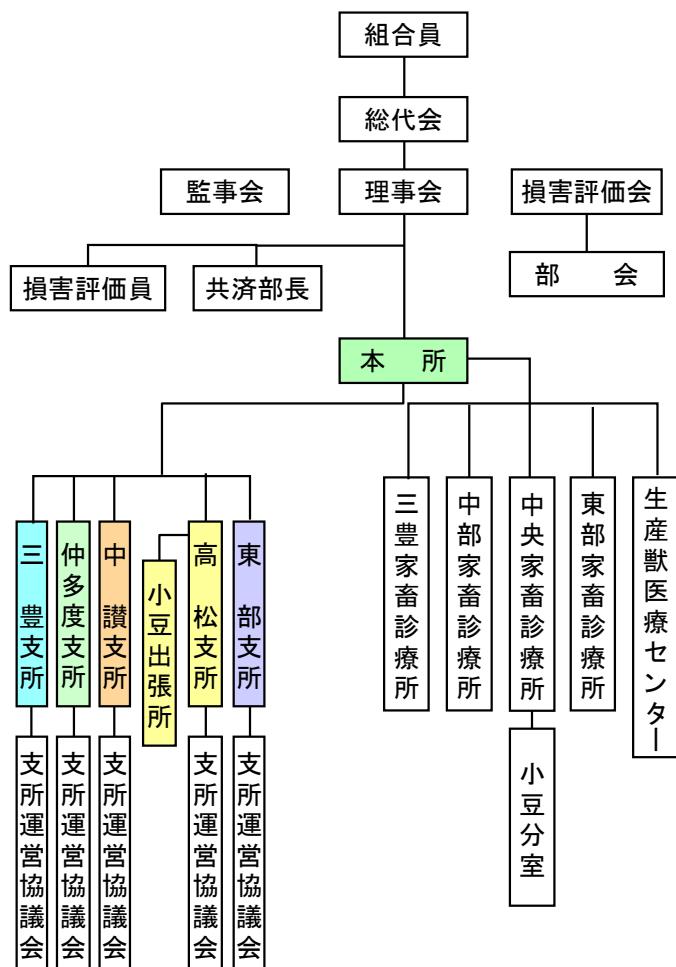 組合員
総代会
監事会
理事会
損害評価会
損害評価員
共済部長
部 会
本 所
三 豊支所
仲多度支所
中 讃支所
小豆出張所
高 松支所
東 部支所
三豊家畜診療所
中部家畜診療所
中央家畜診療所
東部家畜診療所
生産獣医療センター
支所運営協議会
支所運営協議会
支所運営協議会
支所運営協議会
支所運営協議会
小豆分室